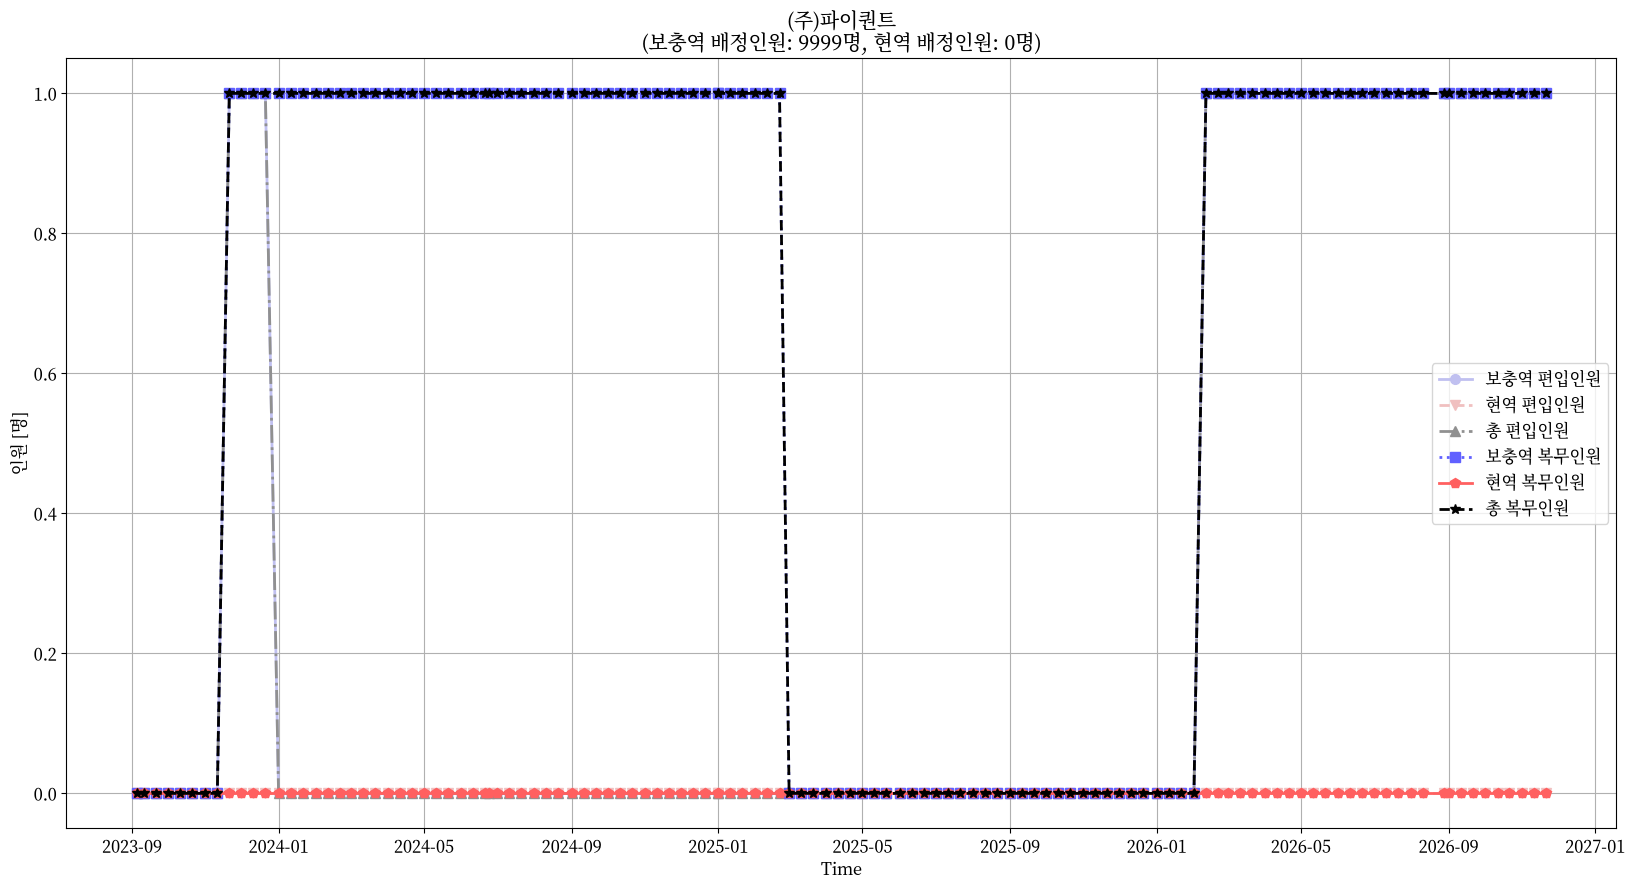 (주)파이퀀트
(보충역 배정인원: 9999명, 현역 배정인원: 0명)
인원 [명]
1.0
0.8
0.6
0.4
0.2
0.0
보충역 편입인원
현역 편입인원
총 편입인원
보충역 복무인원
현역 복무인원
총 복무인원
2023-09 2024-01 2024-05 2024-09 2025-01 2025-05 2025-09 2026-01 2026-05 2026-09 2027-01
Time